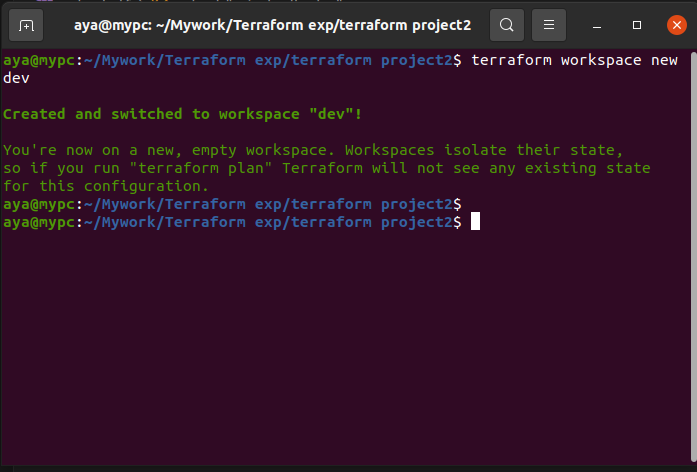 aya@mypc: ~/Mywork/Terraform exp/terraform project2
aya@mypc:~/Mywork/Terraform exp/terraform project2$ terraform workspace new
dev
Created and switched to workspace "dev"!
You're now on a new, empty workspace. Workspaces isolate their state,
so if you run "terraform plan" Terraform will not see any existing state
for this configuration.
aya@mypc:~/Mywork/Terraform exp/terraform project2$
aya@mypc:~/Mywork/Terraform exp/terraform project2$